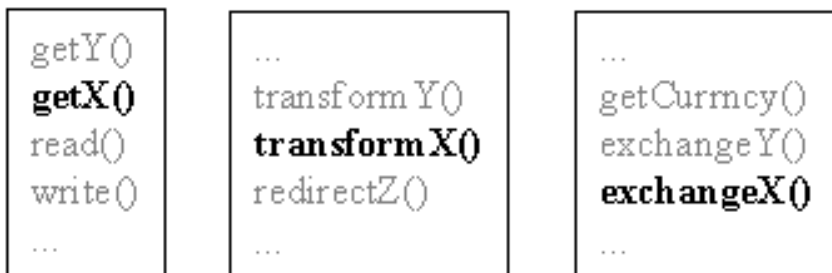 getY()
getX()
read()
write()
...
...
transformY()
transformX()
redirectZ()
...
...
getCurrncy()
exchangeY()
exchangeX()
...